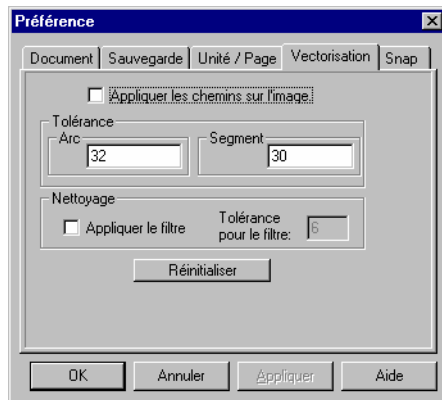 Préférence
Document Sauvegarde Unité / Page Vectorisation Snap
Appliquer les chemins sur l'image
Tolérance
Arc Segment
32 30
Nettoyage
Appliquer le filtre Tolérance pour le filtre: 6
Réinitialiser
OK Annuler Appliquer Aide